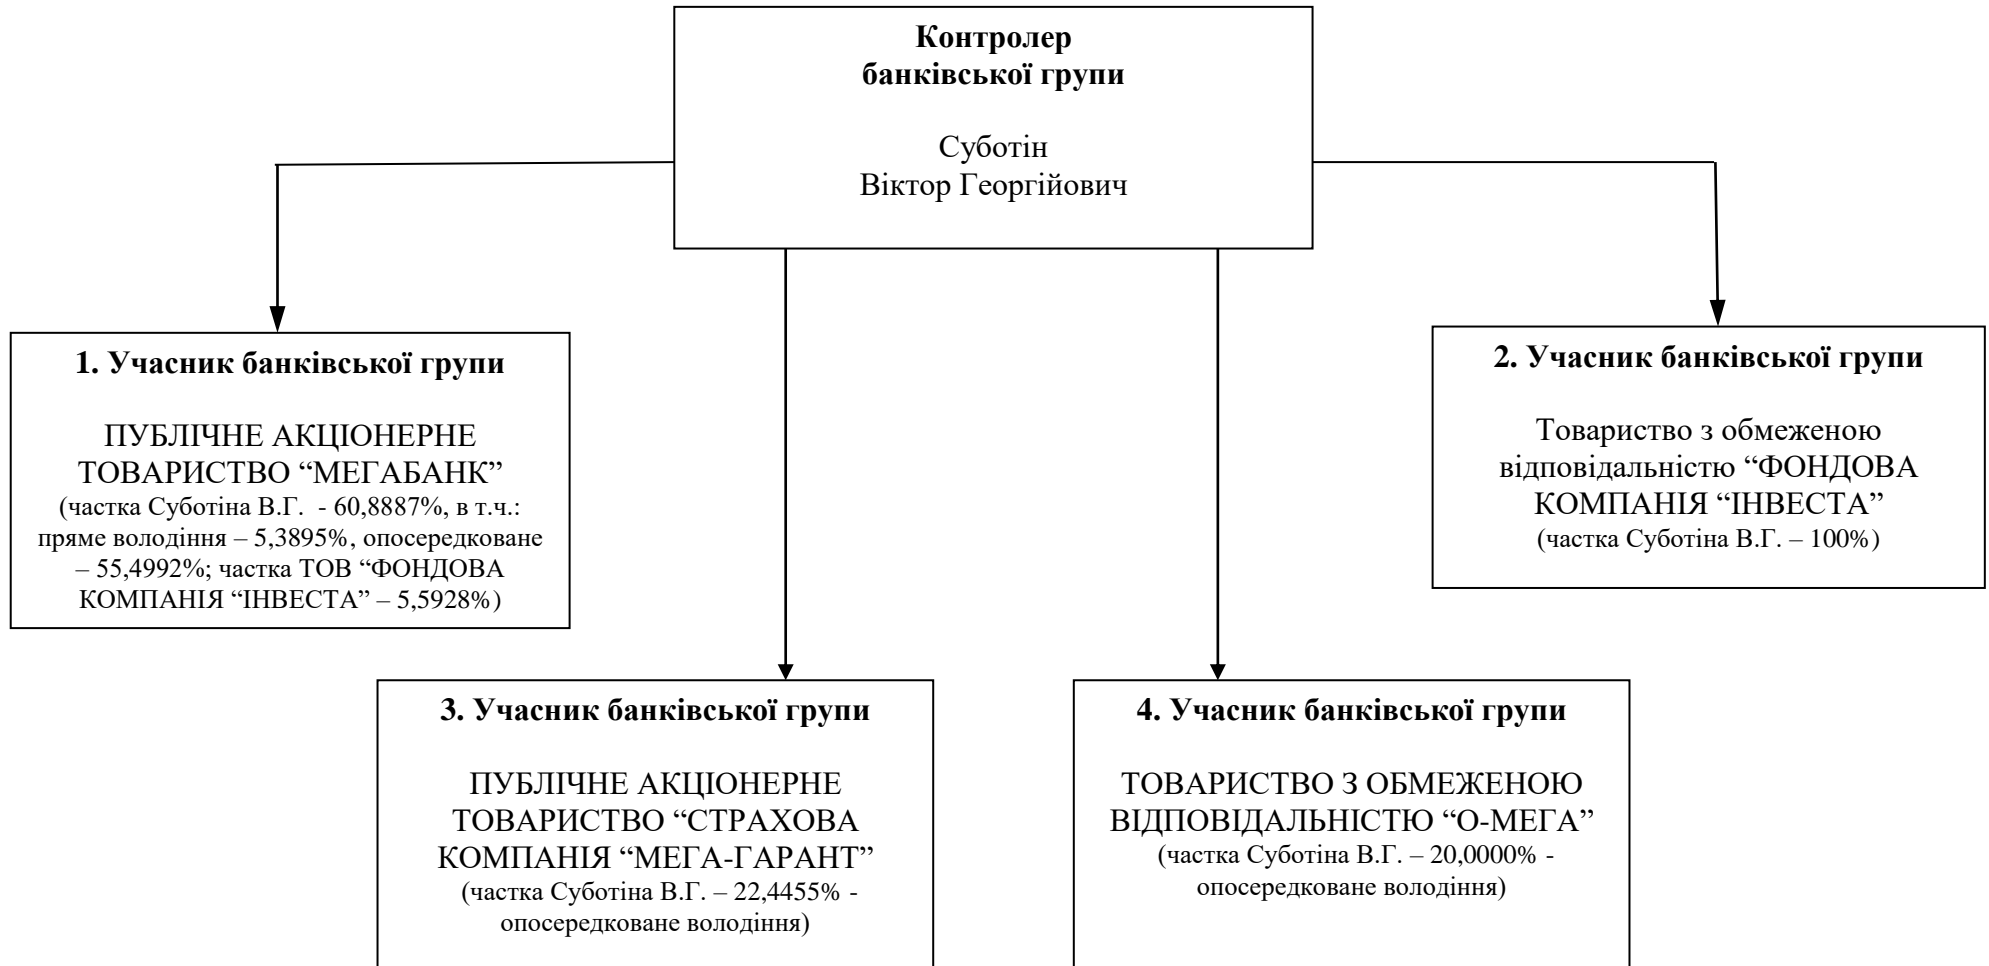 Контролер
банківської групи
Суботін
Віктор Георгійович
1. Учасник банківської групи
ПУБЛІЧНЕ АКЦІОНЕРНЕ
ТОВАРИСТВО “МЕГАБАНК”
(частка Суботіна В.Г. - 60,8887%, в т.ч.:
пряме володіння – 5,3895%, опосередковане
– 55,4992%; частка ТОВ “ФОНДОВА
КОМПАНІЯ “ІНВЕСТА” – 5,5928%)
2. Учасник банківської групи
Товариство з обмеженою
відповідальністю “ФОНДОВА
КОМПАНІЯ “ІНВЕСТА”
(частка Суботіна В.Г. – 100%)
3. Учасник банківської групи
ПУБЛІЧНЕ АКЦІОНЕРНЕ
ТОВАРИСТВО “СТРАХОВА
КОМПАНІЯ “МЕГА-ГАРАНТ”
(частка Суботіна В.Г. – 22,4455% -
опосередковане володіння)
4. Учасник банківської групи
ТОВАРИСТВО З ОБМЕЖЕНОЮ
ВІДПОВІДАЛЬНІСТЮ “О-МЕГА”
(частка Суботіна В.Г. – 20,0000% -
опосередковане володіння)